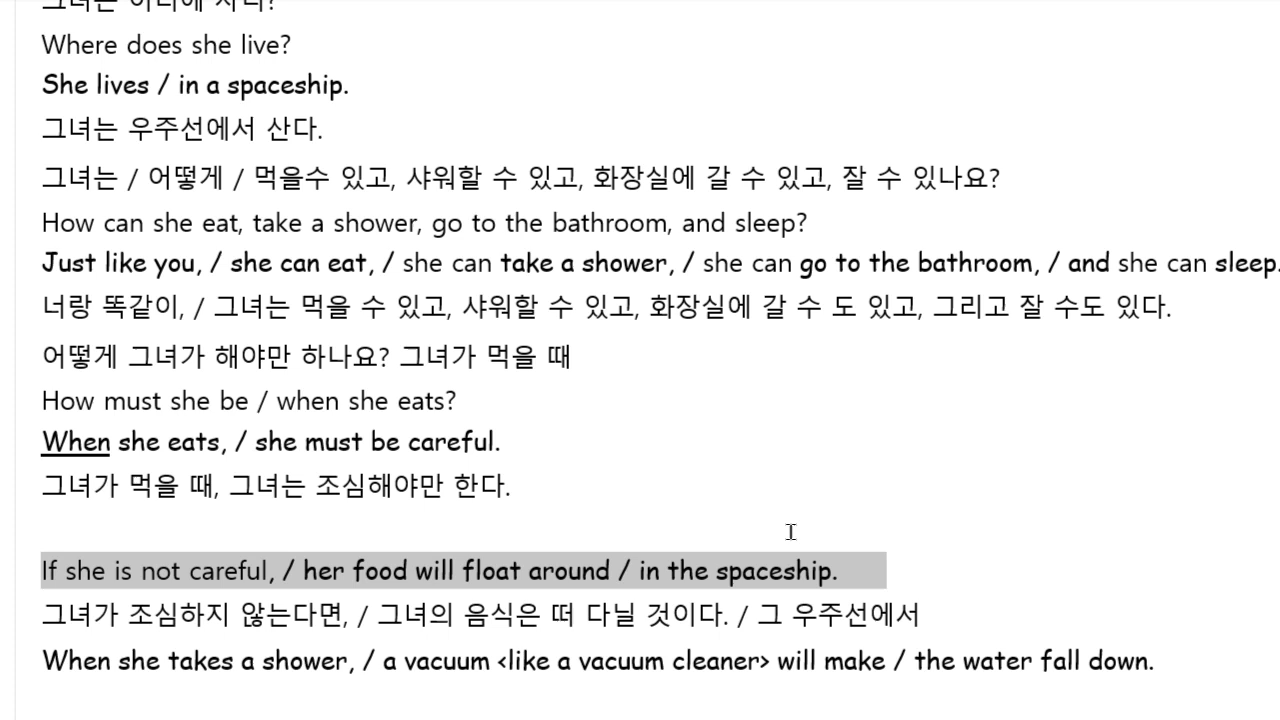 Where does she live?
She lives / in a spaceship.
그녀는 우주선에서 산다.
그녀는 / 어떻게 / 먹을수 있고, 샤워할 수 있고, 화장실에 갈 수 있고, 잘 수 있나요?
How can she eat, take a shower, go to the bathroom, and sleep?
Just like you, / she can eat, / she can take a shower, / she can go to the bathroom, / and she can sleep.
너랑 똑같이, / 그녀는 먹을 수 있고, 샤워할 수 있고, 화장실에 갈 수 도 있고, 그리고 잘 수도 있다.
어떻게 그녀가 해야만 하나요? 그녀가 먹을 때
How must she be / when she eats?
When she eats, / she must be careful.
그녀가 먹을 때, 그녀는 조심해야만 한다.
If she is not careful, / her food will float around / in the spaceship.
그녀가 조심하지 않는다면, / 그녀의 음식은 떠 다닐 것이다. / 그 우주선에서
When she takes a shower, / a vacuum <like a vacuum cleaner> will make / the water fall down.